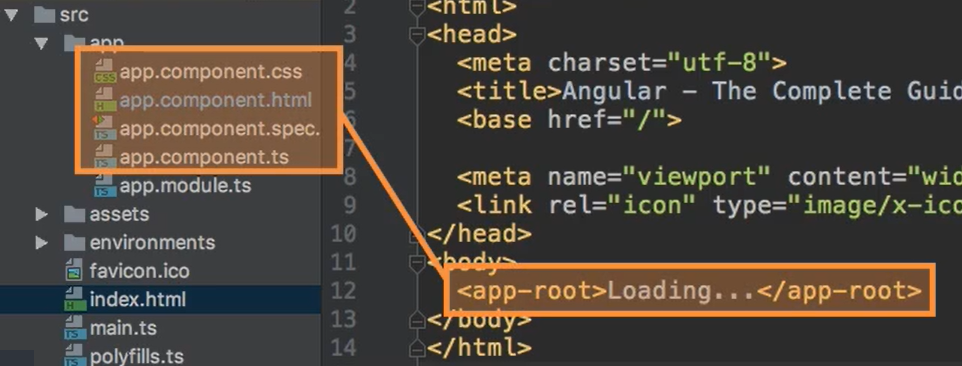 src
app
app.component.css
app.component.html
app.component.spec.
app.component.ts
app.module.ts
assets
environments
favicon.ico
index.html
main.ts
polyfills.ts
2 <html>
3 <head>
4 <meta charset="utf-8">
5 <title>Angular - The Complete Guid
6 <base href="/">
7
8 <meta name="viewport" content="wid
9 <link rel="icon" type="image/x-ico
10 </head>
11 <body>
12 <app-root>Loading...</app-root>
13 </body>
14 </html>